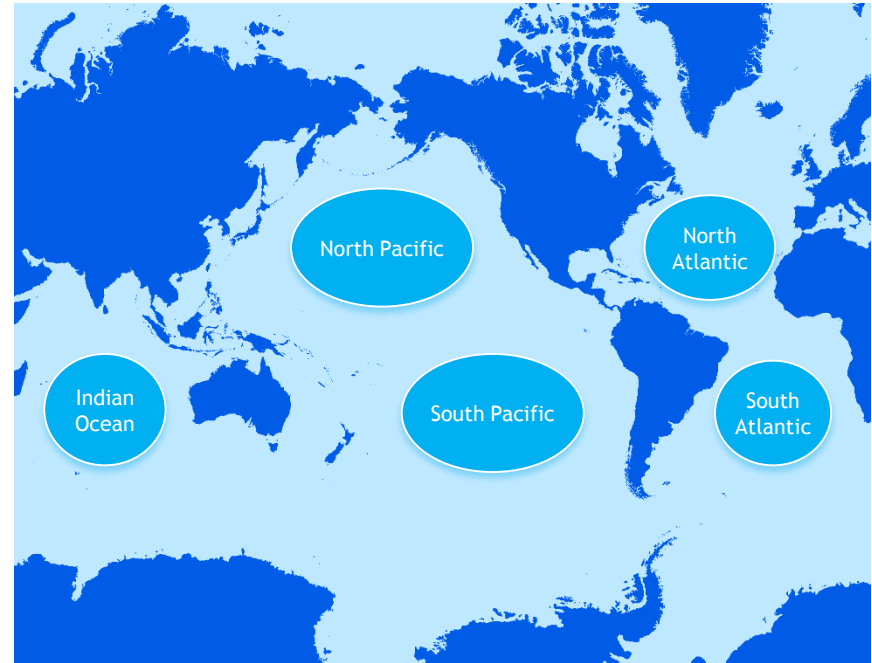 North Pacific
North
Atlantic
Indian
Ocean
South Pacific
South
Atlantic